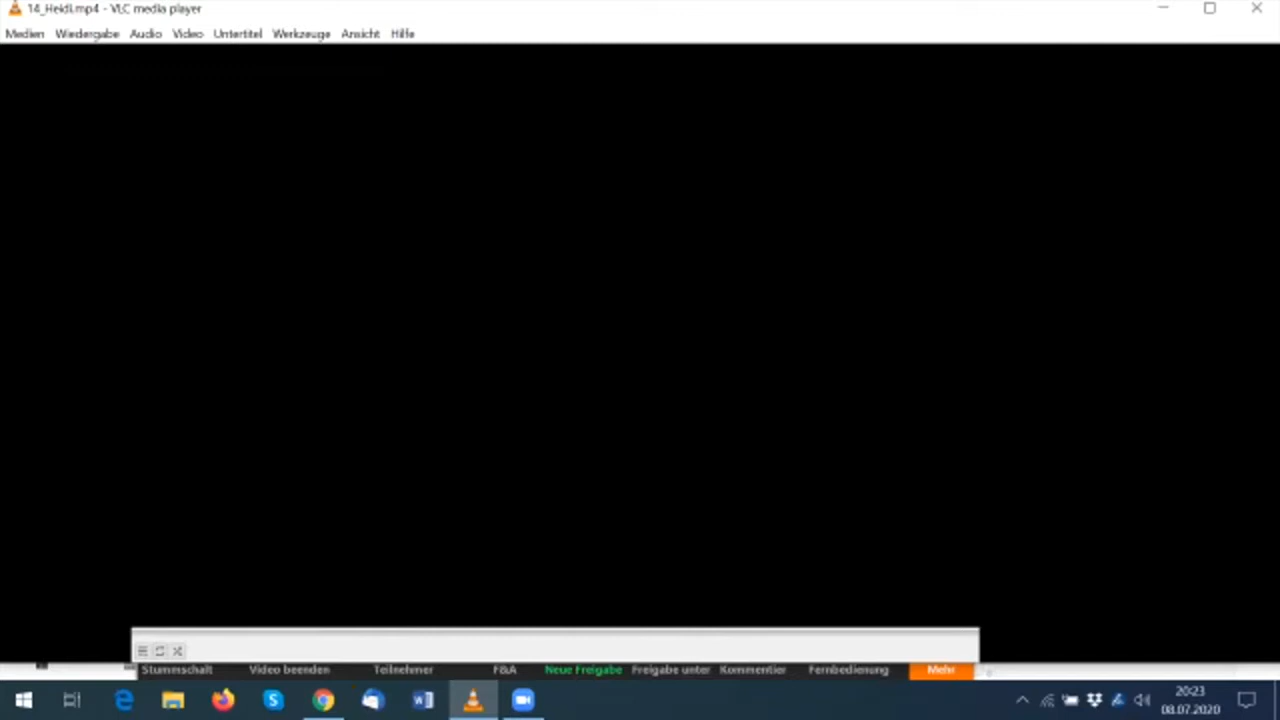 14_Heidi.mp4 - VLC media player
Medien Wiedergabe Audio Video Untertitel Werkzeuge Ansicht Hilfe
Stummschalt Video beenden Teilnehmer F&A Neue Freigabe Freigabe unter Kommentier Fernbedienung Mehr
20:23
08.07.2020